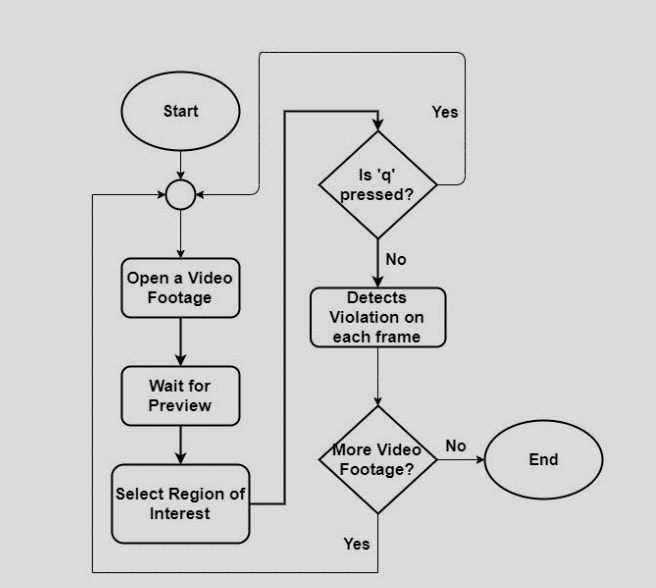 Start
Open a Video
Footage
Wait for
Preview
Select Region of
Interest
Is 'q'
pressed?
Yes
No
Detects
Violation on
each frame
More Video
Footage?
No
End
Yes